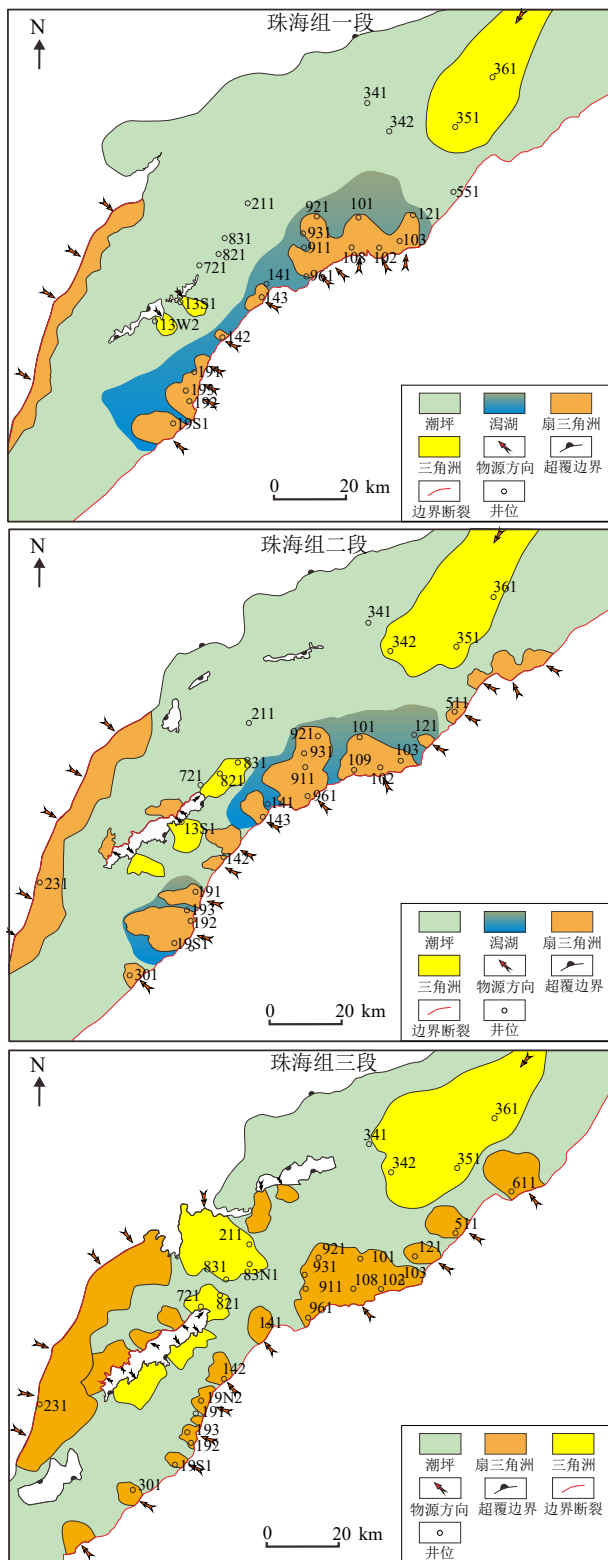 珠海组一段
N
361
341
351
342
551
211
921
101
121
931
831
103
911
821
108
102
721
961
141
13S1
143
13W2
142
191
193
192
19S1
潮坪
潟湖
扇三角洲
三角洲
物源方向
超覆边界
边界断裂
井位
0 20 km
珠海组二段
N
361
341
342
351
511
211
921
101
121
931
831
103
821
911
109
102
721
961
141
13S1
143
142
231
191
193
192
19S1
301
潮坪
潟湖
扇三角洲
三角洲
物源方向
超覆边界
边界断裂
井位
0 20 km
珠海组三段
N
361
341
342
351
611
511
211
921
101
121
831
83N1
931
103
911
108
102
721
821
961
141
142
231
19N2
191
193
192
19S1
301
潮坪
扇三角洲
三角洲
物源方向
超覆边界
边界断裂
井位
0 20 km